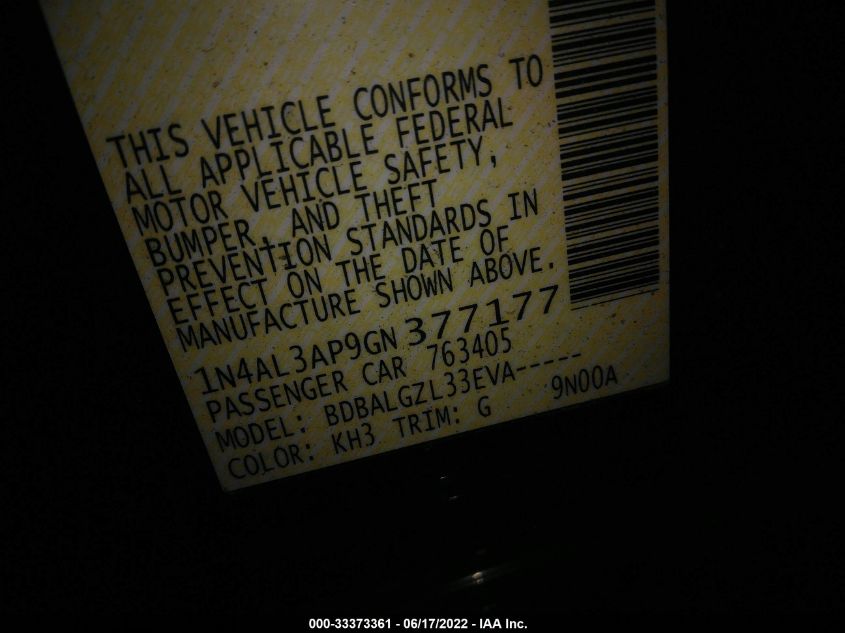 THIS VEHICLE CONFORMS TO
ALL APPLICABLE FEDERAL
MOTOR VEHICLE SAFETY,
BUMPER, AND THEFT
PREVENTION STANDARDS IN
EFFECT ON THE DATE OF
MANUFACTURE SHOWN ABOVE.
1N4AL3AP9GN377177
PASSENGER CAR 763405
MODEL: BDBALGZL33EVA-----
COLOR: KH3 TRIM: G 9N00A
000-33373361 - 06/17/2022 - IAA Inc.